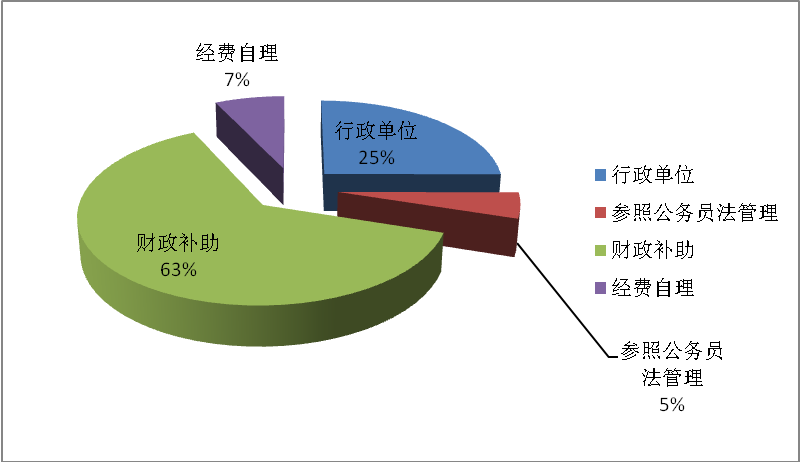 经费自理
7%
行政单位
25%
财政补助
63%
行政单位
参照公务员法管理
财政补助
经费自理
参照公务员
法管理
5%